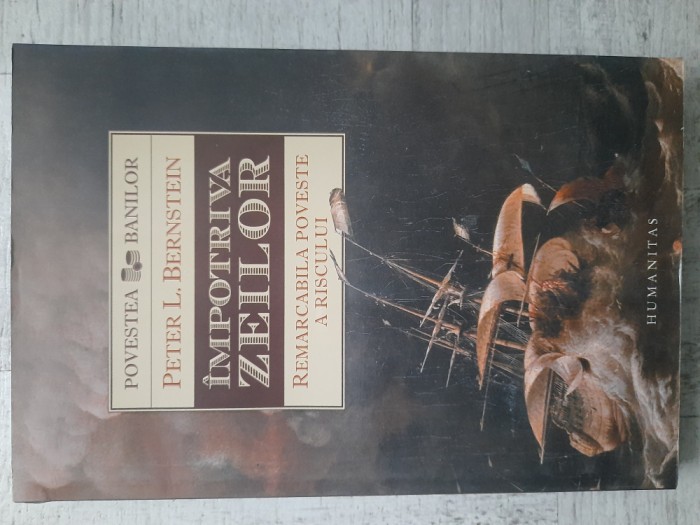 POVESTEA BANILOR
PETER L. BERNSTEIN
ÎMPOTRIVA
ZEILOR
REMARCABILA POVESTE
A RISCULUI
HUMANITAS